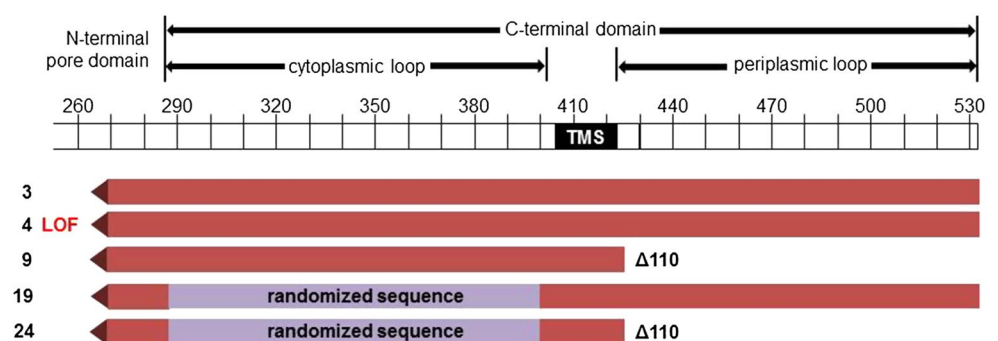 C-terminal domain
N-terminal
pore domain
cytoplasmic loop
periplasmic loop
260 290 320 350 380 410 440 470 500 530
TMS
3
4 LOF
9 Δ110
19 randomized sequence
24 randomized sequence Δ110